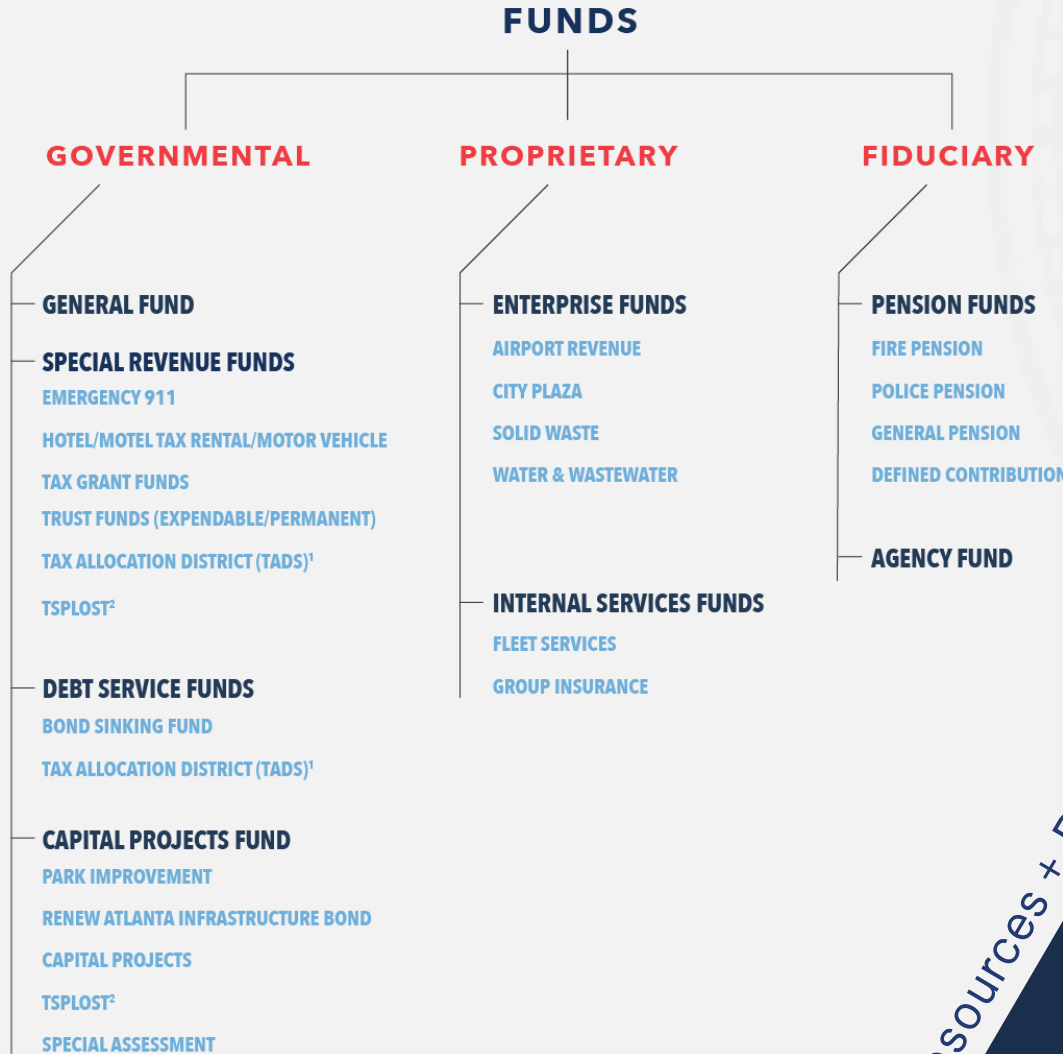 FUNDS
GOVERNMENTAL
GENERAL FUND
SPECIAL REVENUE FUNDS
EMERGENCY 911
HOTEL/MOTEL TAX RENTAL/MOTOR VEHICLE
TAX GRANT FUNDS
TRUST FUNDS (EXPENDABLE/PERMANENT)
TAX ALLOCATION DISTRICT (TADS)¹
TSPLOST²
DEBT SERVICE FUNDS
BOND SINKING FUND
TAX ALLOCATION DISTRICT (TADS)¹
CAPITAL PROJECTS FUND
PARK IMPROVEMENT
RENEW ATLANTA INFRASTRUCTURE BOND
CAPITAL PROJECTS
TSPLOST²
SPECIAL ASSESSMENT
PROPRIETARY
ENTERPRISE FUNDS
AIRPORT REVENUE
CITY PLAZA
SOLID WASTE
WATER & WASTEWATER
INTERNAL SERVICES FUNDS
FLEET SERVICES
GROUP INSURANCE
FIDUCIARY
PENSION FUNDS
FIRE PENSION
POLICE PENSION
GENERAL PENSION
DEFINED CONTRIBUTION
AGENCY FUND
sources +